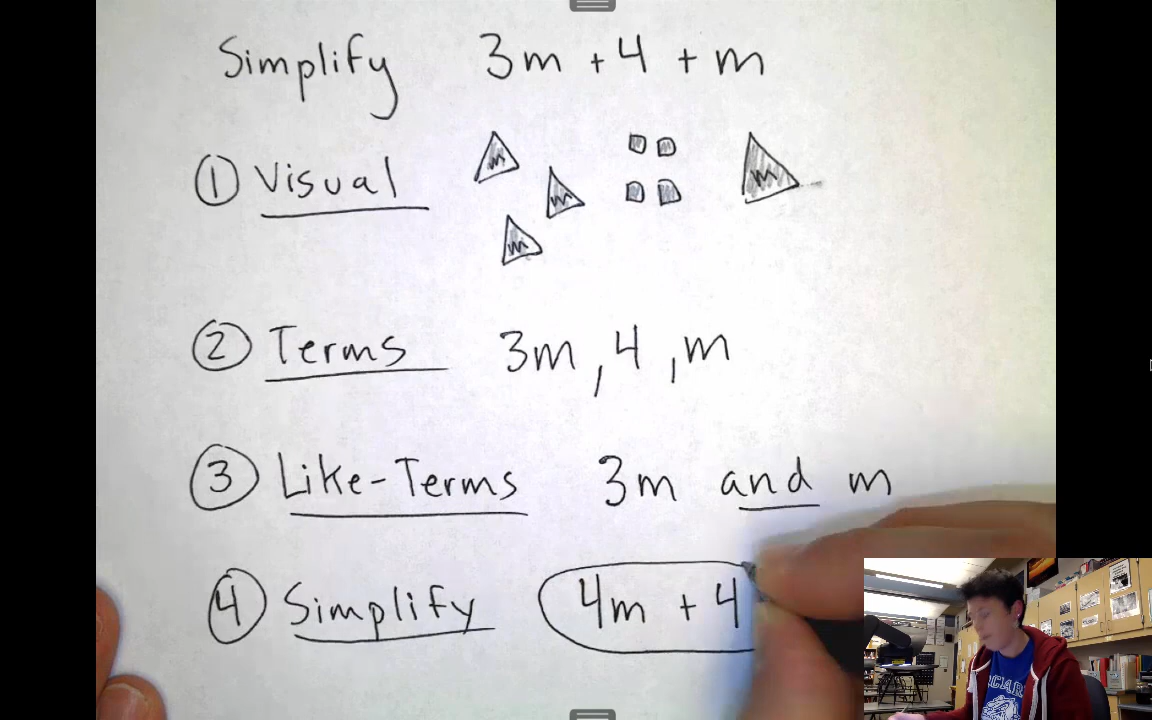 Simplify 3m + 4 + m
① Visual m m m m
② Terms 3m, 4, m
③ Like-Terms 3m and m
④ Simplify 4m + 4